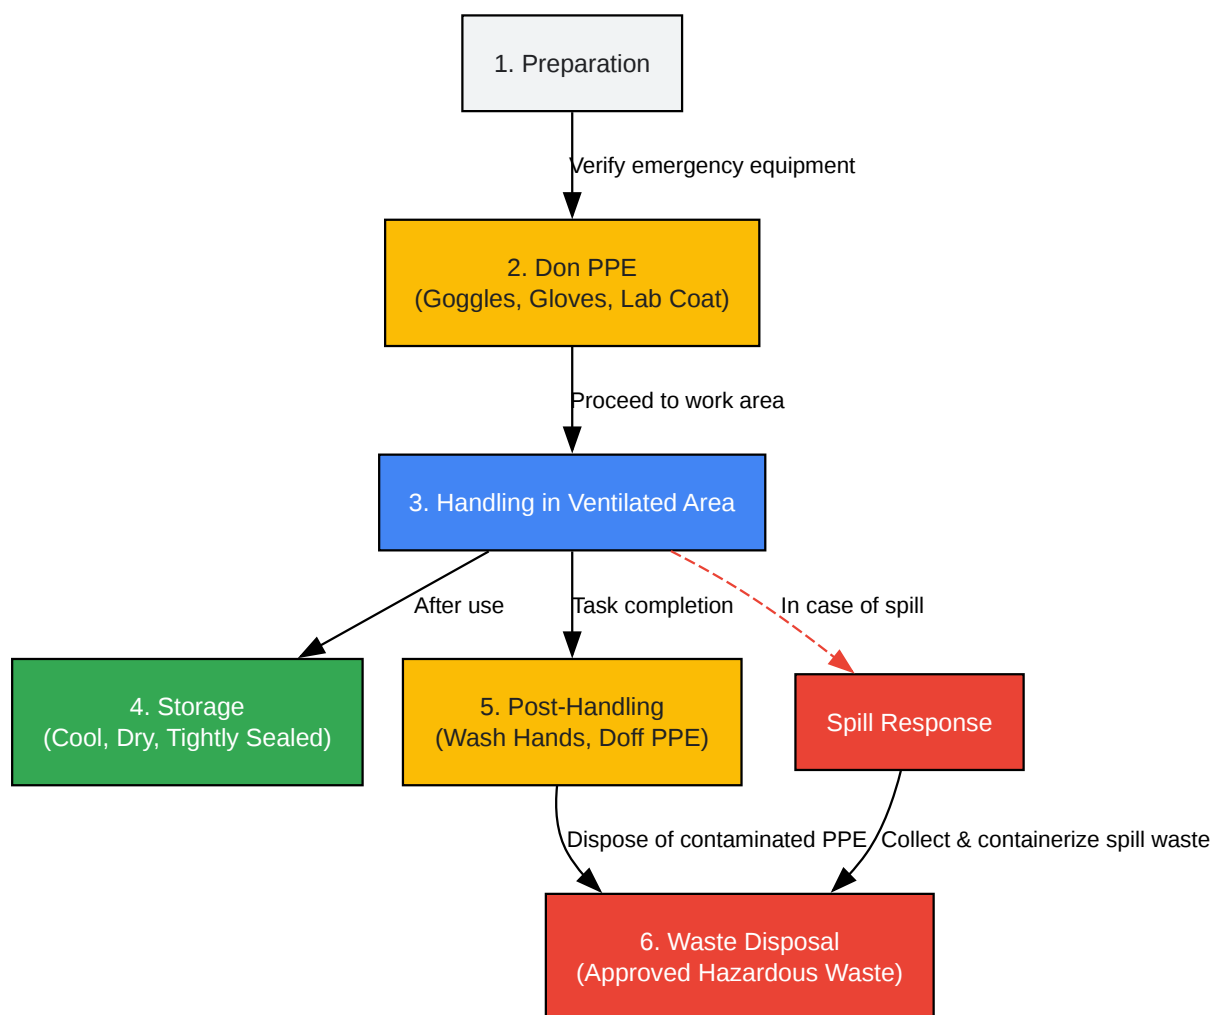 1. Preparation
Verify emergency equipment
2. Don PPE
(Goggles, Gloves, Lab Coat)
Proceed to work area
3. Handling in Ventilated Area
After use
Task completion
In case of spill
4. Storage
(Cool, Dry, Tightly Sealed)
5. Post-Handling
(Wash Hands, Doff PPE)
Spill Response
Dispose of contaminated PPE
Collect & containerize spill waste
6. Waste Disposal
(Approved Hazardous Waste)